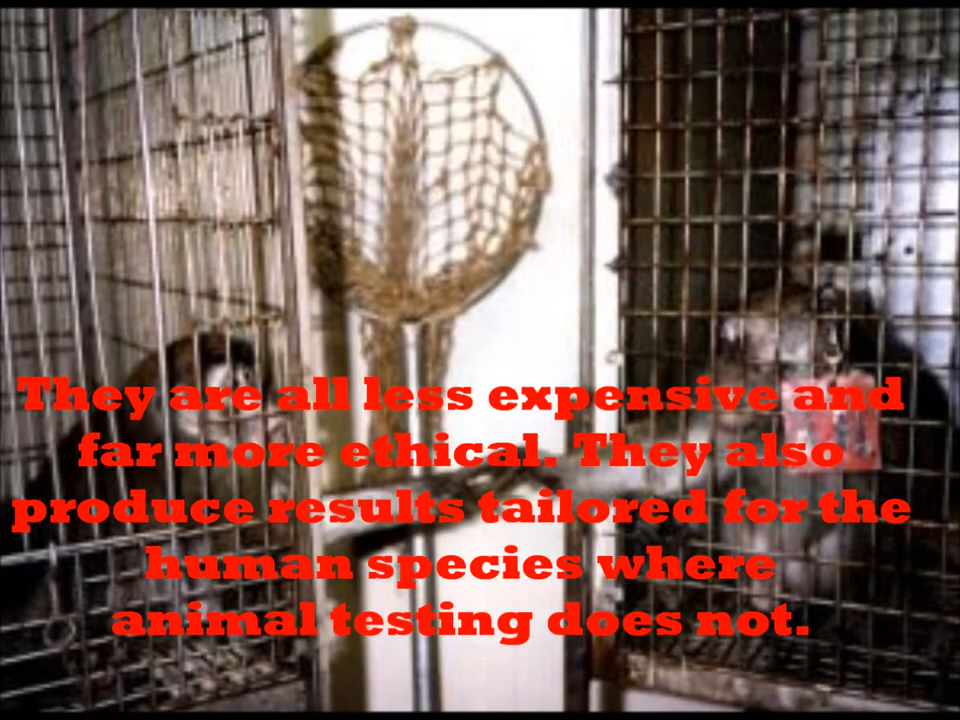 They are all less expensive and
far more ethical. They also
produce results tailored for the
human species where
animal testing does not.